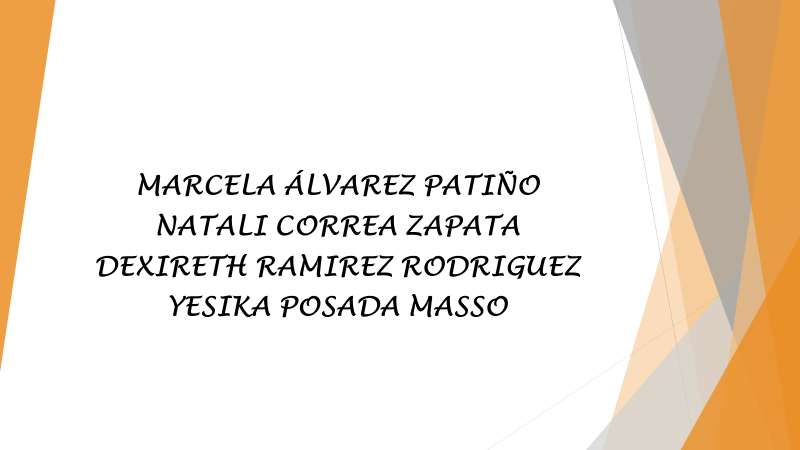 MARCELA ÁLVAREZ PATIÑO
NATALI CORREA ZAPATA
DEXIRETH RAMIREZ RODRIGUEZ
YESIKA POSADA MASSO